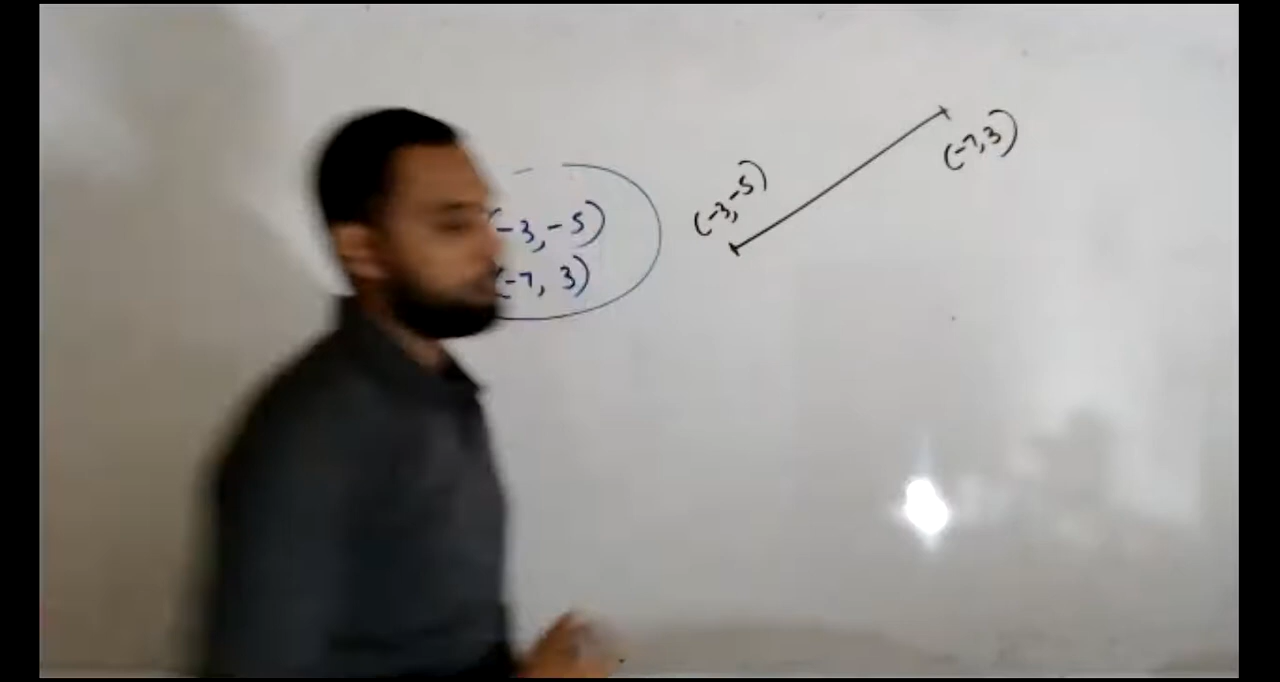 (-3,-5)
(-7, 3)
(-3,-5)
(-7,3)